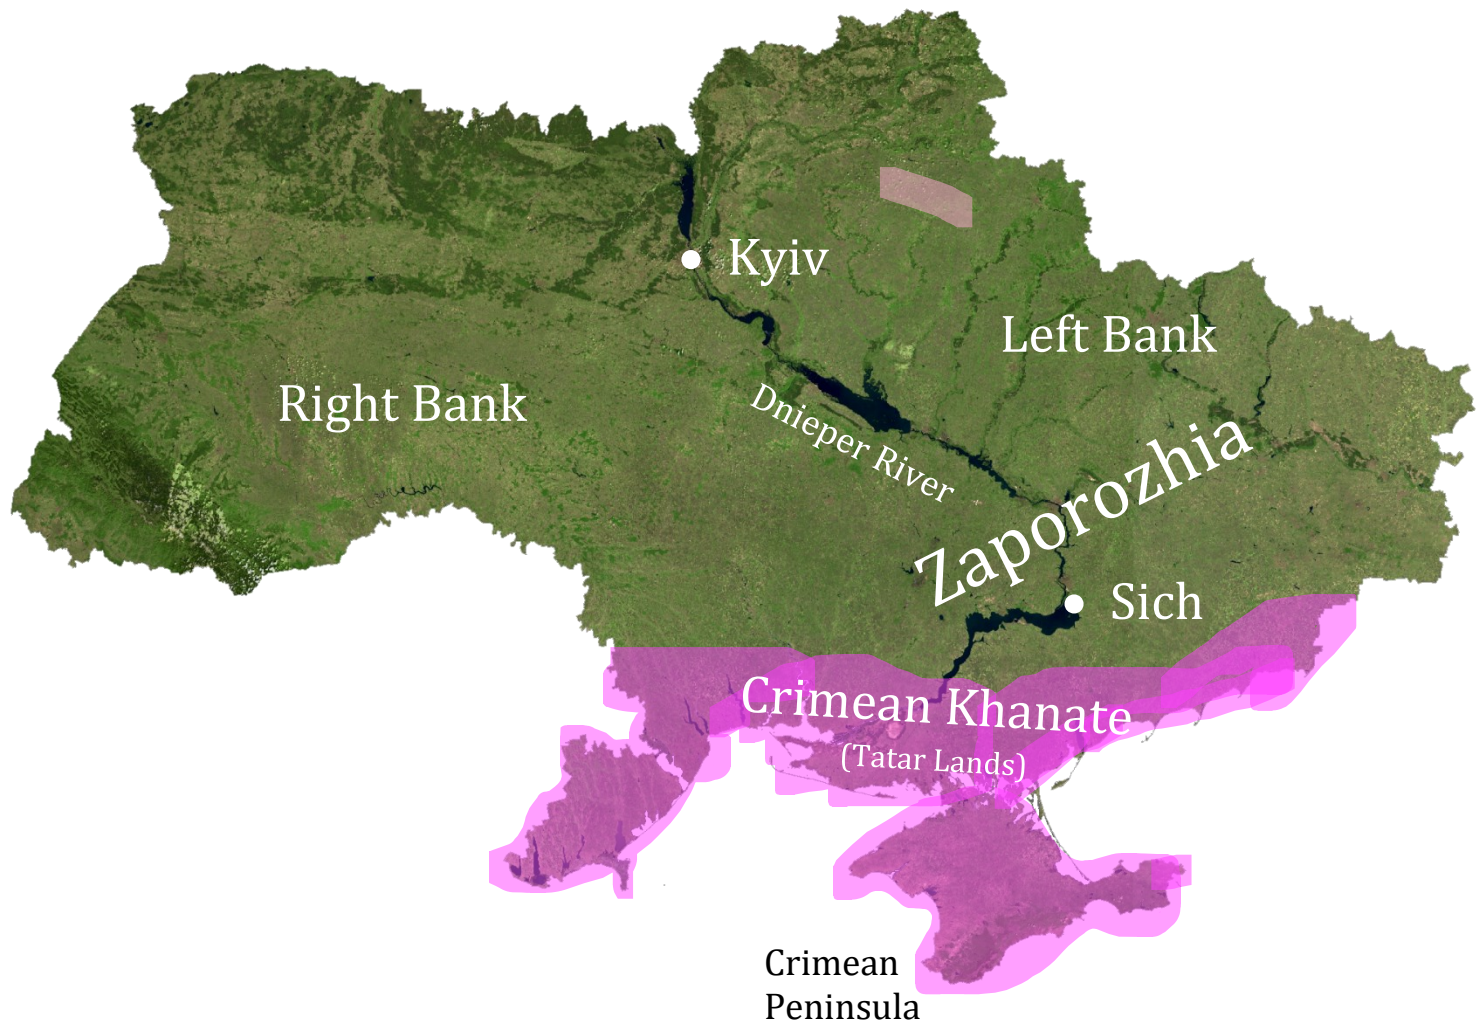 Kyiv
Left Bank
Right Bank
Dnieper River
Zaporozhia
Sich
Crimean Khanate
(Tatar Lands)
Crimean
Peninsula